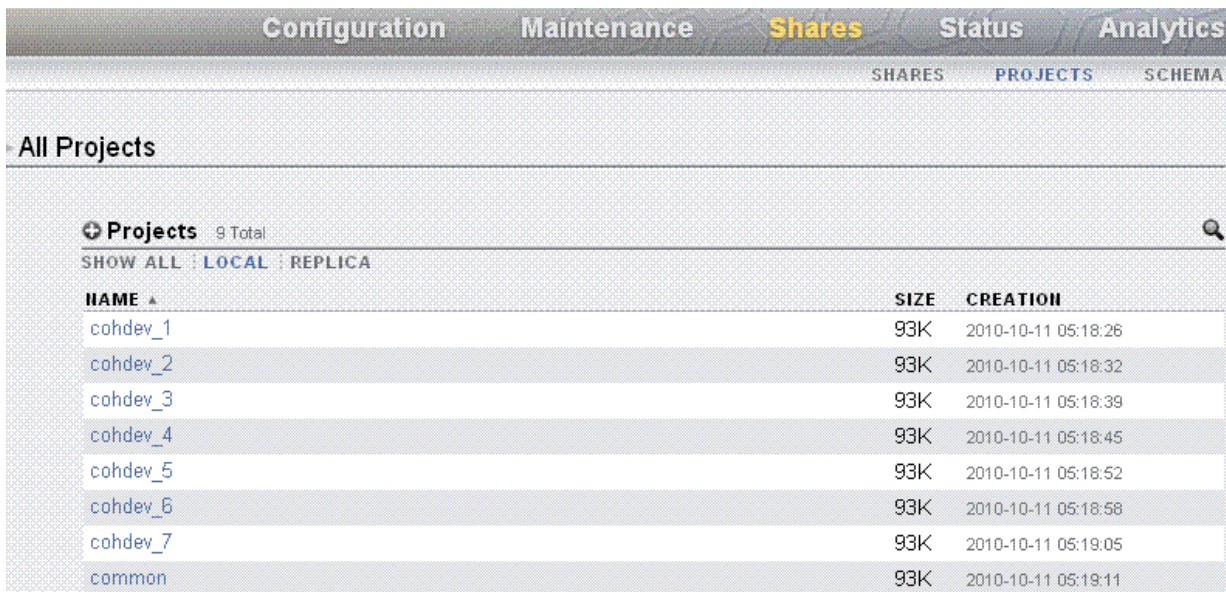 Configuration Maintenance Shares Status Analytics
SHARES PROJECTS SCHEMA
All Projects
Projects 9 Total
SHOW ALL LOCAL REPLICA
NAME SIZE CREATION
cohdev_1 93K 2010-10-11 05:18:26
cohdev_2 93K 2010-10-11 05:18:32
cohdev_3 93K 2010-10-11 05:18:39
cohdev_4 93K 2010-10-11 05:18:45
cohdev_5 93K 2010-10-11 05:18:52
cohdev_6 93K 2010-10-11 05:18:58
cohdev_7 93K 2010-10-11 05:19:05
common 93K 2010-10-11 05:19:11